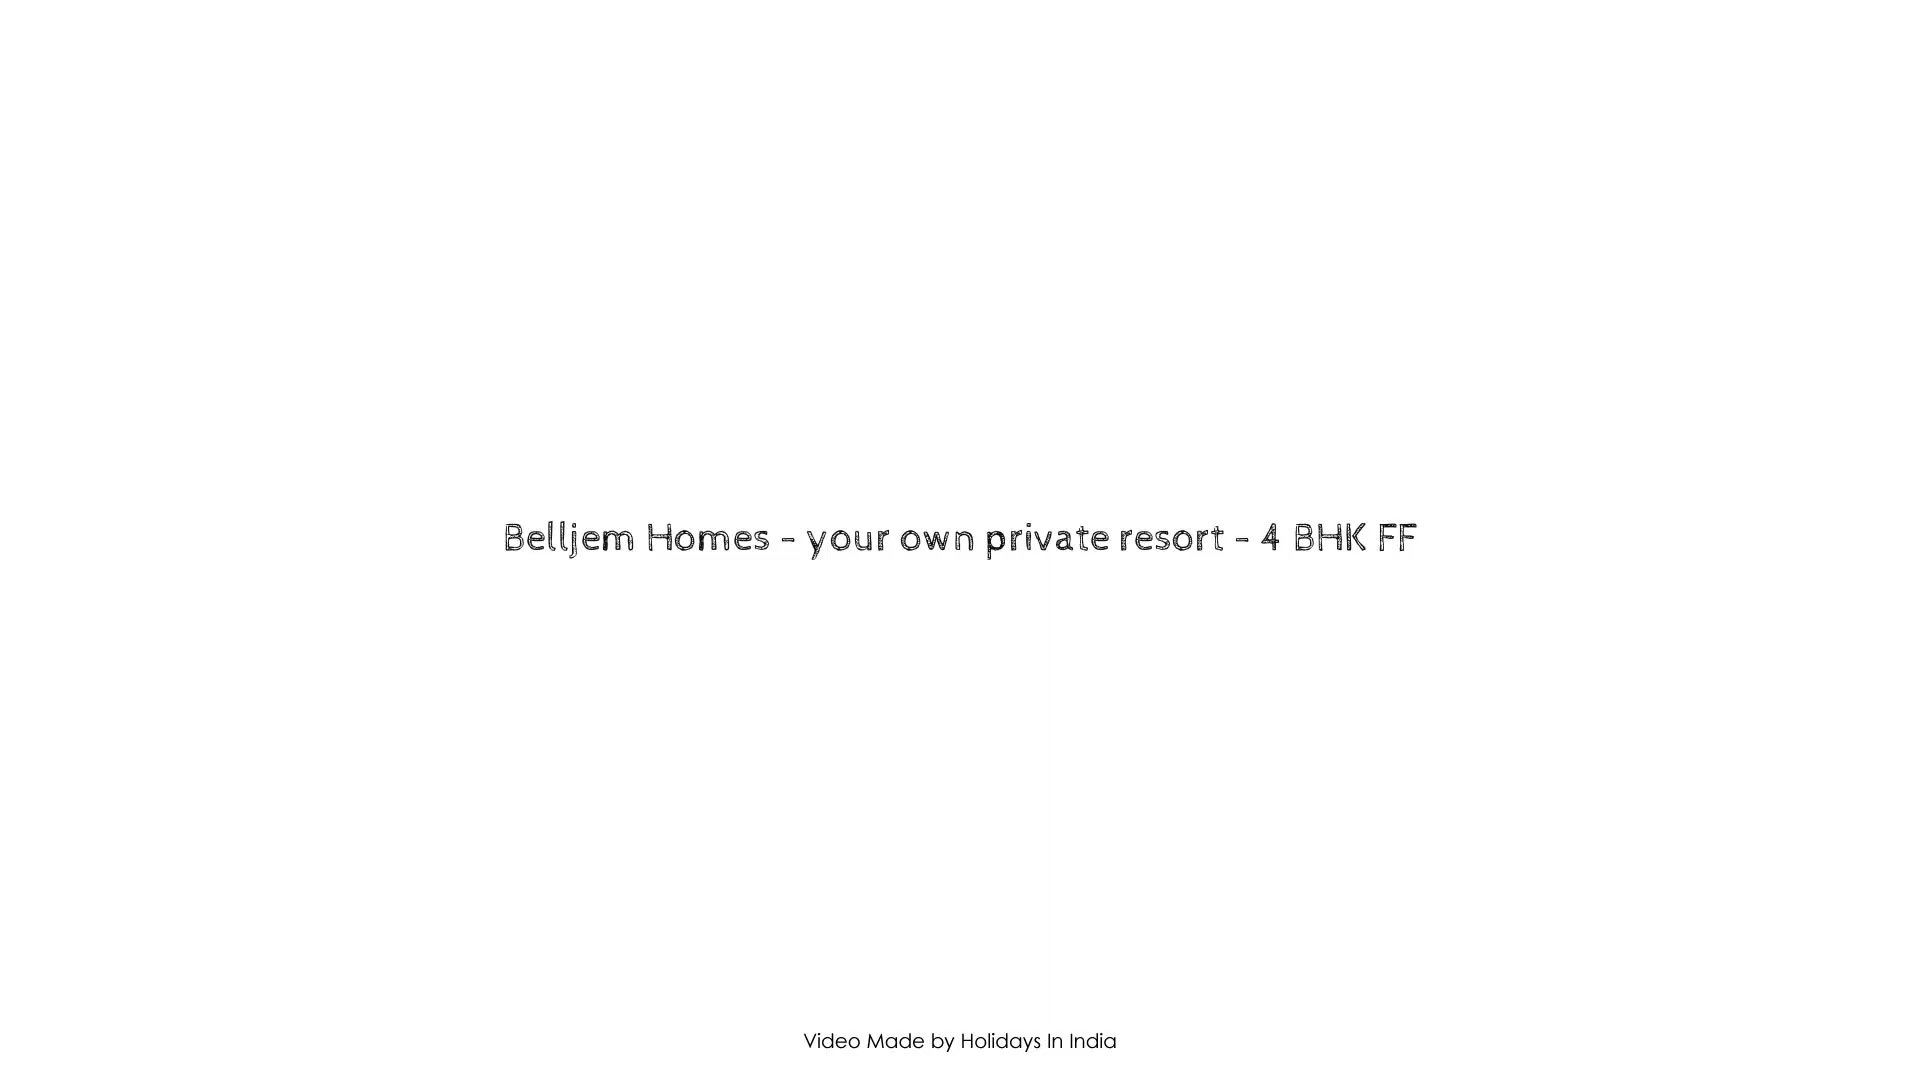 Belljem Homes - your own private resort - 4 BHK FF
Video Made by Holidays In India